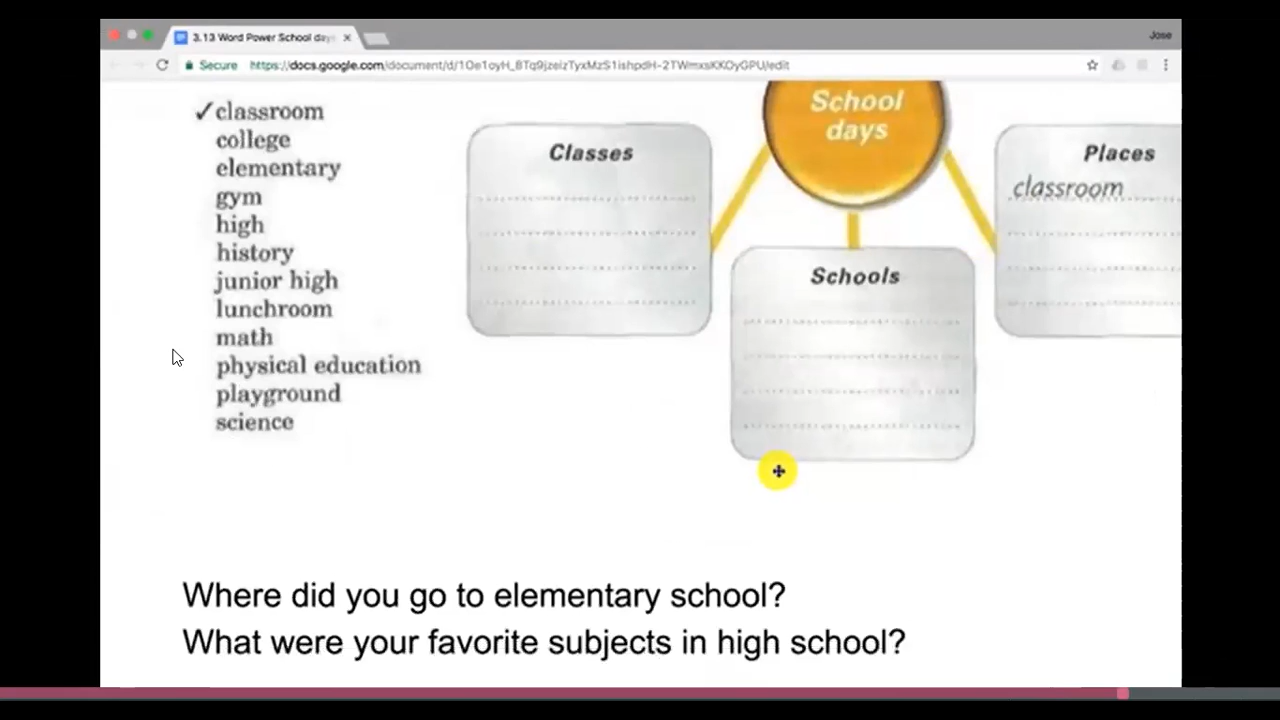 3.13 Word Power School days
Jose
Secure
https://docs.google.com/document/d/1Oe1oyH_8Tq9jzeizTyxMzS1ishpdH-2TWmxsKKOyGPU/edit
✓classroom
college
elementary
gym
high
history
junior high
lunchroom
math
physical education
playground
science
Classes
School
days
Places
classroom
Schools
Where did you go to elementary school?
What were your favorite subjects in high school?